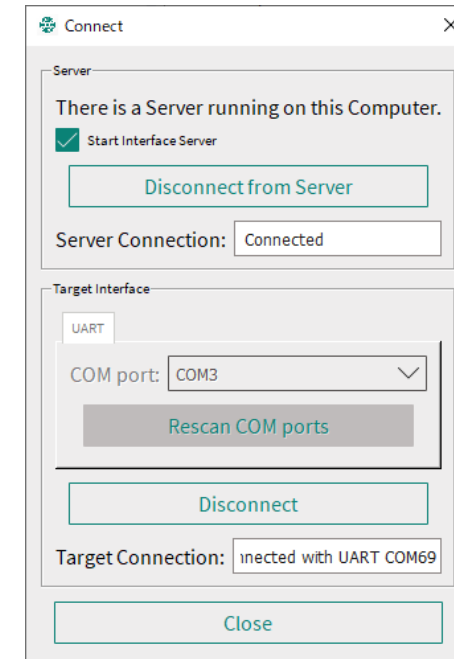 Connect
Server
There is a Server running on this Computer.
Start Interface Server
Disconnect from Server
Server Connection: Connected
Target Interface
UART
COM port: COM3
Rescan COM ports
Disconnect
Target Connection: nnected with UART COM69
Close